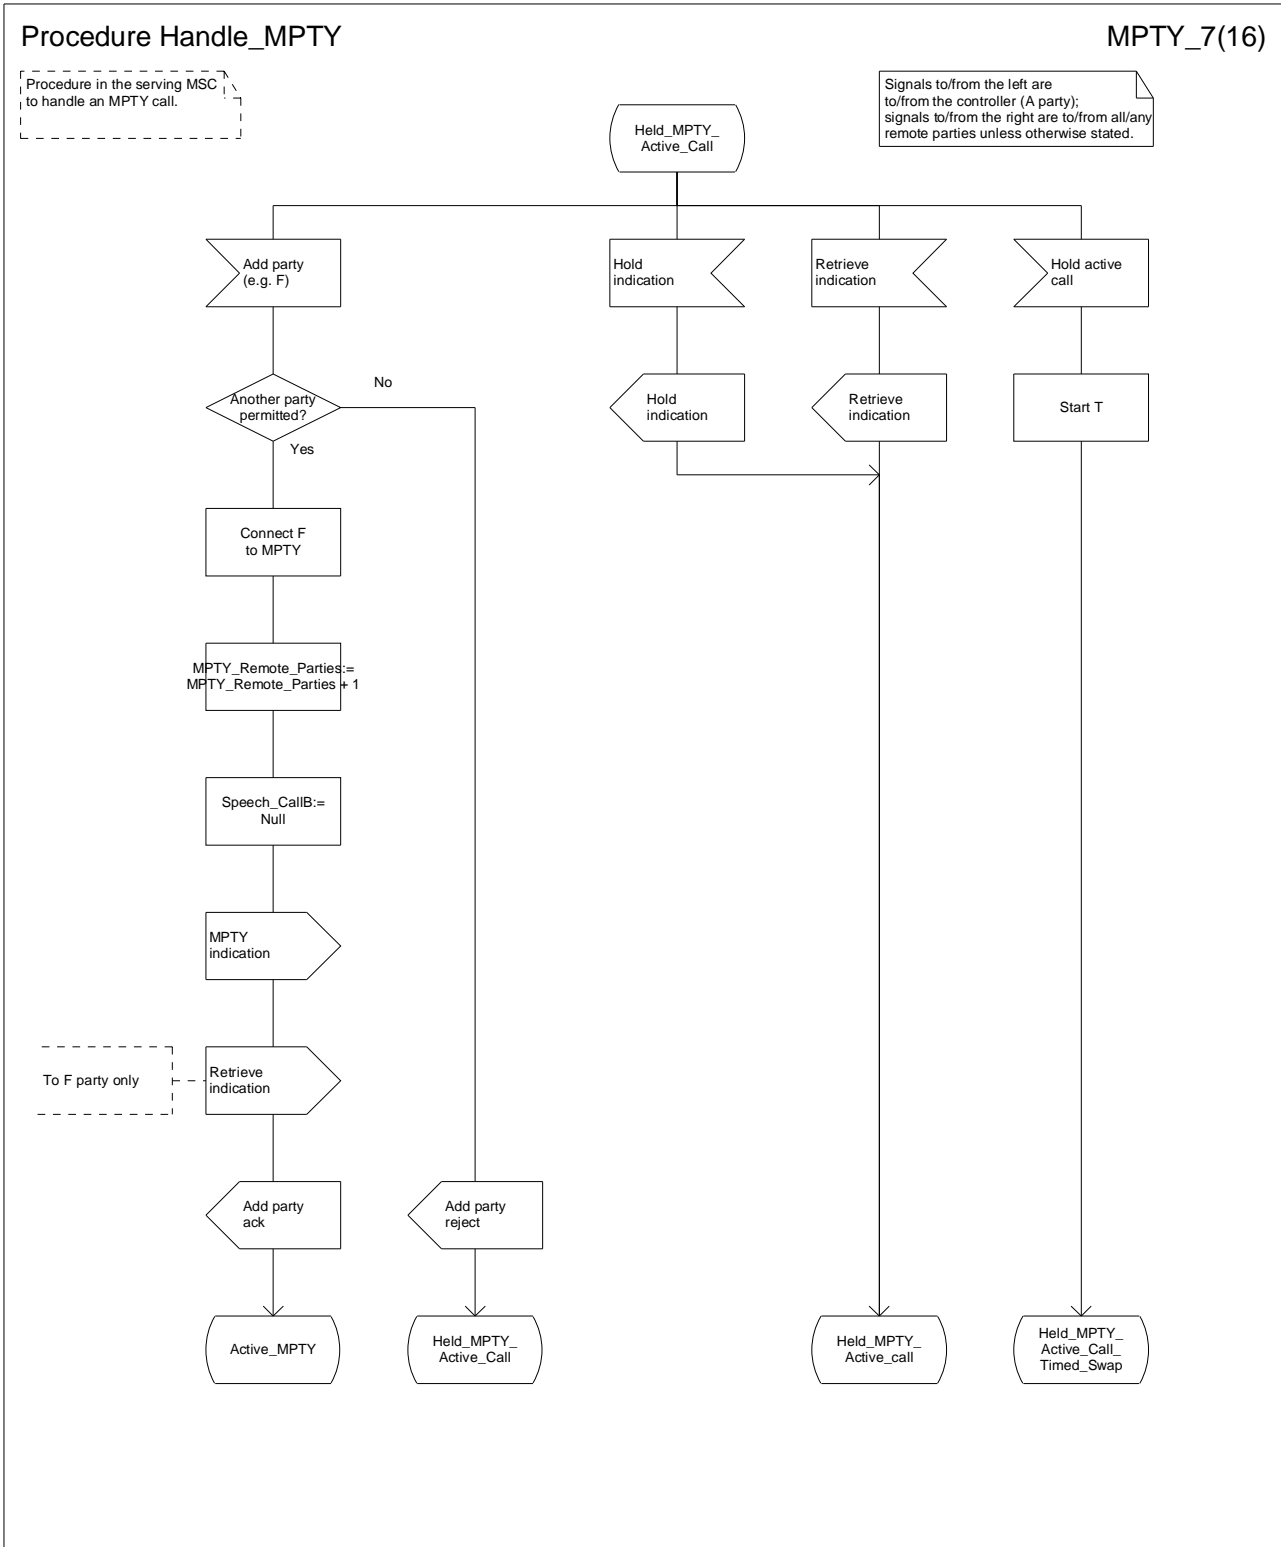 Procedure Handle_MPTY
MPTY_7(16)
Procedure in the serving MSC
to handle an MPTY call.
Signals to/from the left are
to/from the controller (A party);
signals to/from the right are to/from all/any
remote parties unless otherwise stated.
Held_MPTY_
Active_Call
Add party
(e.g. F)
Hold
indication
Retrieve
indication
Hold active
call
No
Another party
permitted?
Yes
Hold
indication
Retrieve
indication
Start T
Connect F
to MPTY
MPTY_Remote_Parties:=
MPTY_Remote_Parties + 1
Speech_CallB:=
Null
MPTY
indication
To F party only
Retrieve
indication
Add party
ack
Add party
reject
Active_MPTY
Held_MPTY_
Active_Call
Held_MPTY_
Active_call
Held_MPTY_
Active_Call_
Timed_Swap